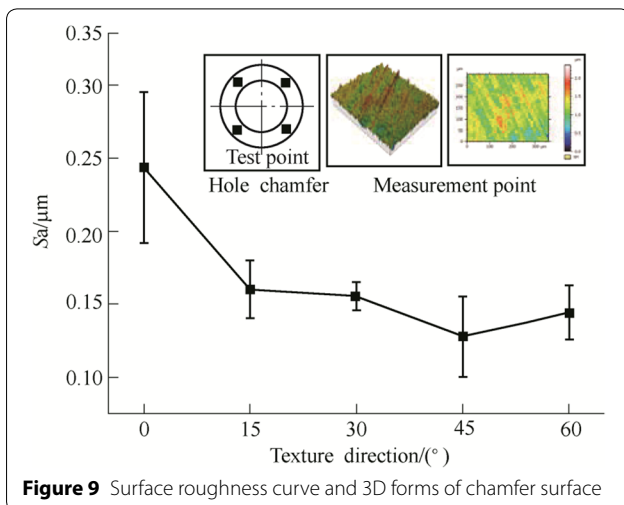 0.35
0.30
0.25
0.20
0.15
0.10
Sa/μm
Test point
Hole chamfer
Measurement point
0 15 30 45 60
Texture direction/(°)
Figure 9 Surface roughness curve and 3D forms of chamfer surface